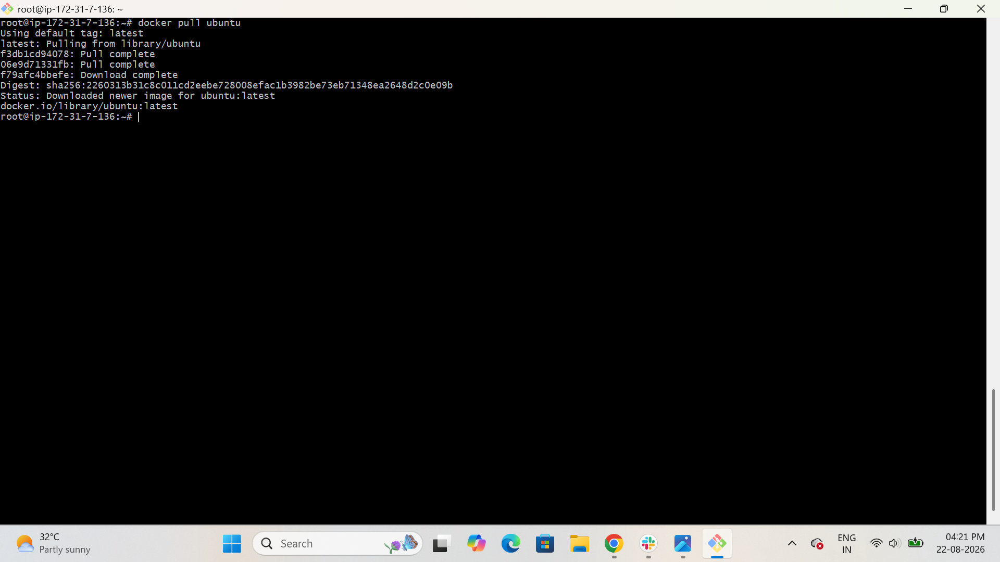 root@ip-172-31-7-136: ~
root@ip-172-31-7-136:~# docker pull ubuntu
Using default tag: latest
latest: Pulling from library/ubuntu
f3db1cd94078: Pull complete
06e9d71331fb: Pull complete
f79afc4bbefe: Download complete
Digest: sha256:2260313b31c8c011cd2eebe728008efac1b3982be73eb71348ea2648d2c0e09b
Status: Downloaded newer image for ubuntu:latest
docker.io/library/ubuntu:latest
root@ip-172-31-7-136:~#
32°C
Partly sunny
Search
ENG
IN
04:21 PM
22-08-2026